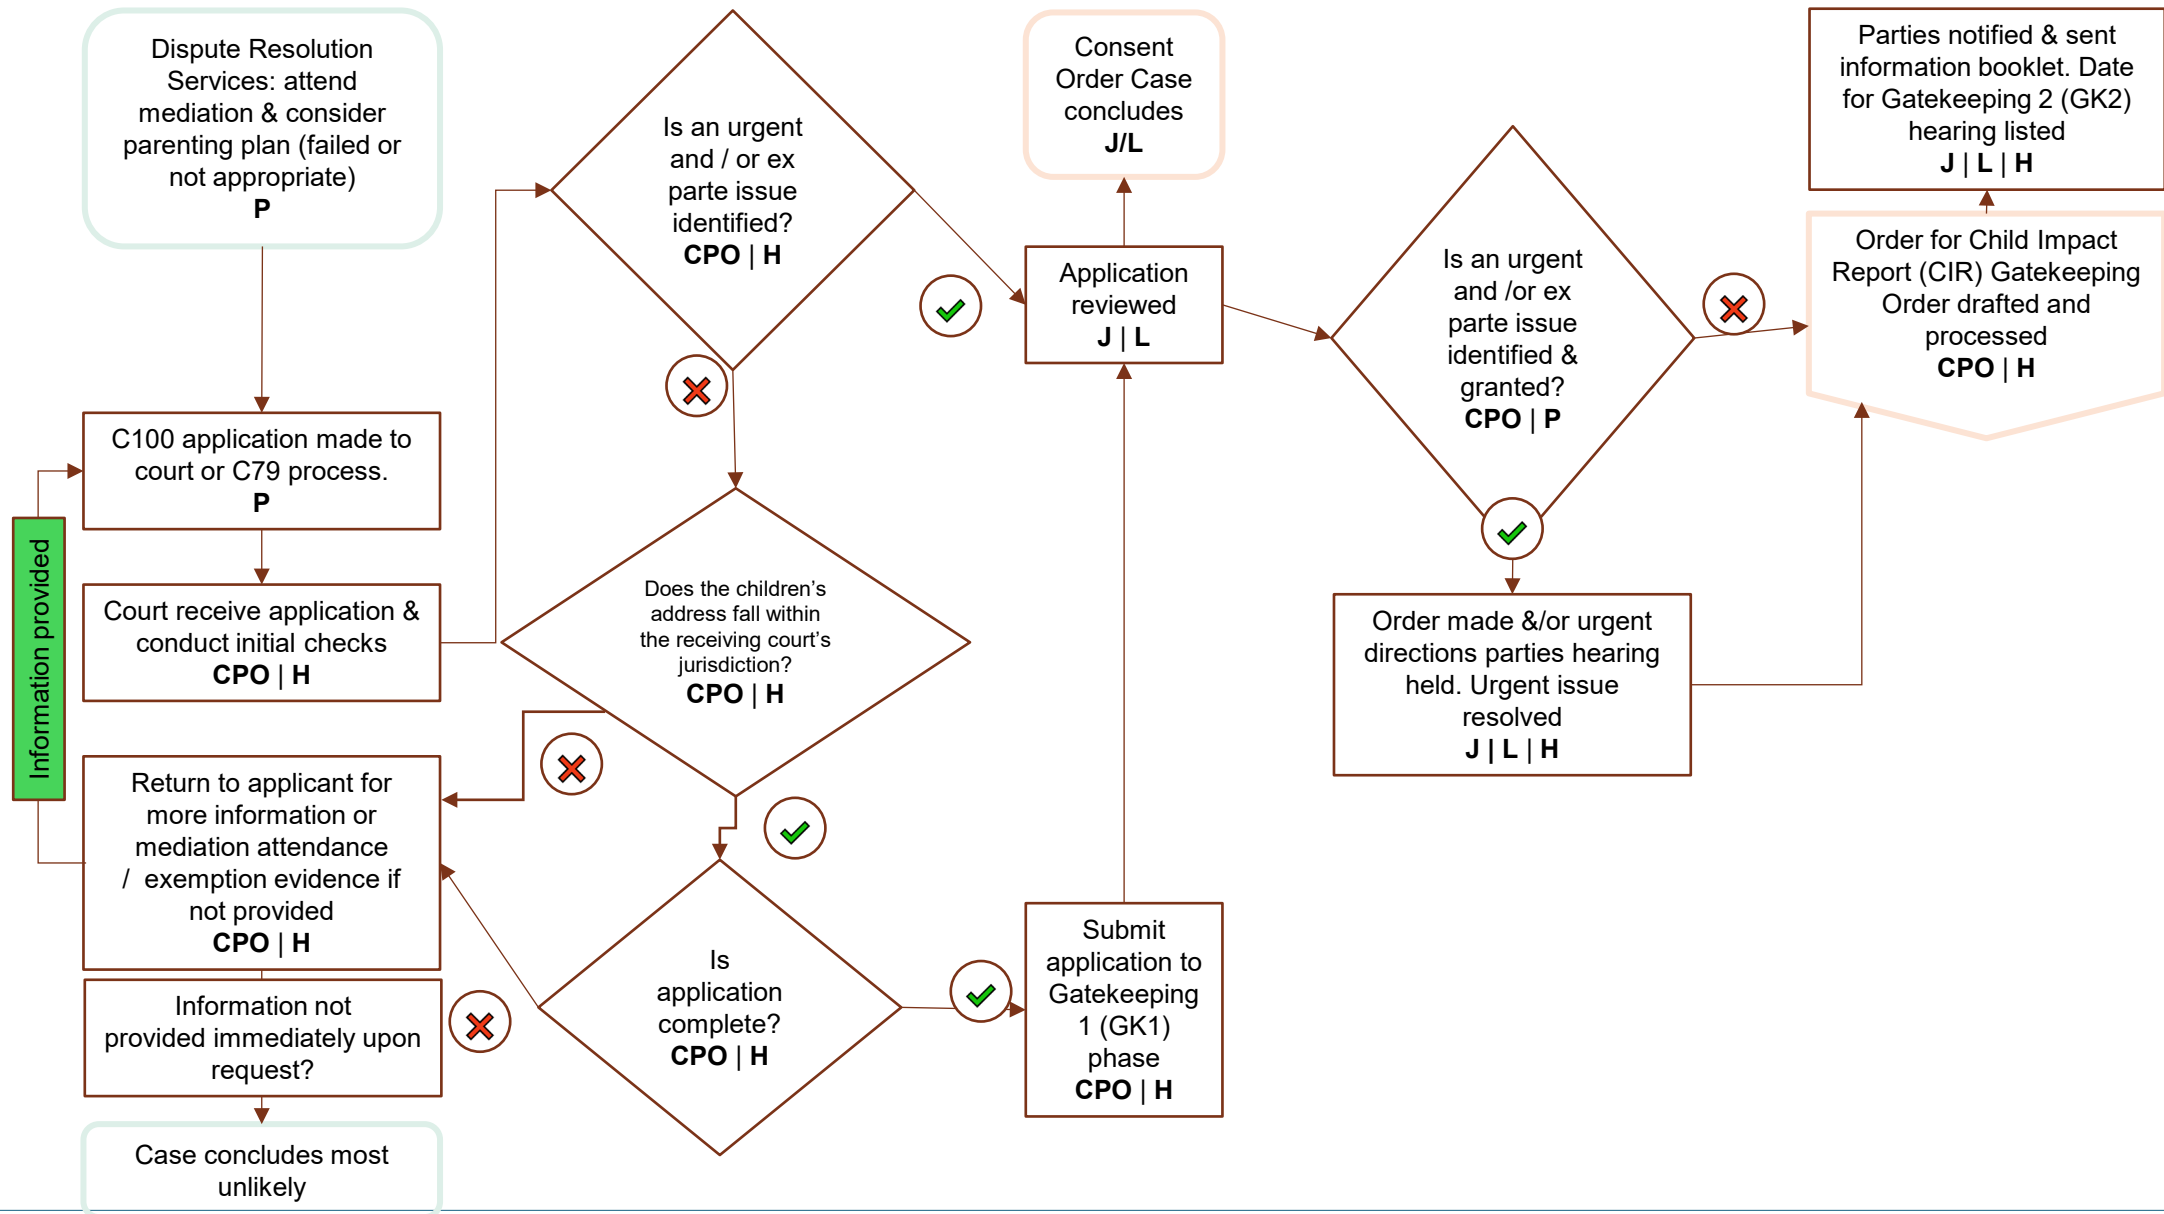 Dispute Resolution
Services: attend
mediation & consider
parenting plan (failed or
not appropriate)
P
C100 application made to
court or C79 process.
P
Information provided
Court receive application &
conduct initial checks
CPO | H
Return to applicant for
more information or
mediation attendance
/ exemption evidence if
not provided
CPO | H
Information not
provided immediately upon
request?
Case concludes most
unlikely
Is an urgent
and / or ex
parte issue
identified?
CPO | H
Does the children’s
address fall within
the receiving court’s
jurisdiction?
CPO | H
Is
application
complete?
CPO | H
Submit
application to
Gatekeeping
1 (GK1)
phase
CPO | H
Application
reviewed
J | L
Consent
Order Case
concludes
J/L
Is an urgent
and /or ex
parte issue
identified &
granted?
CPO | P
Order made &/or urgent
directions parties hearing
held. Urgent issue
resolved
J | L | H
Order for Child Impact
Report (CIR) Gatekeeping
Order drafted and
processed
CPO | H
Parties notified & sent
information booklet. Date
for Gatekeeping 2 (GK2)
hearing listed
J | L | H